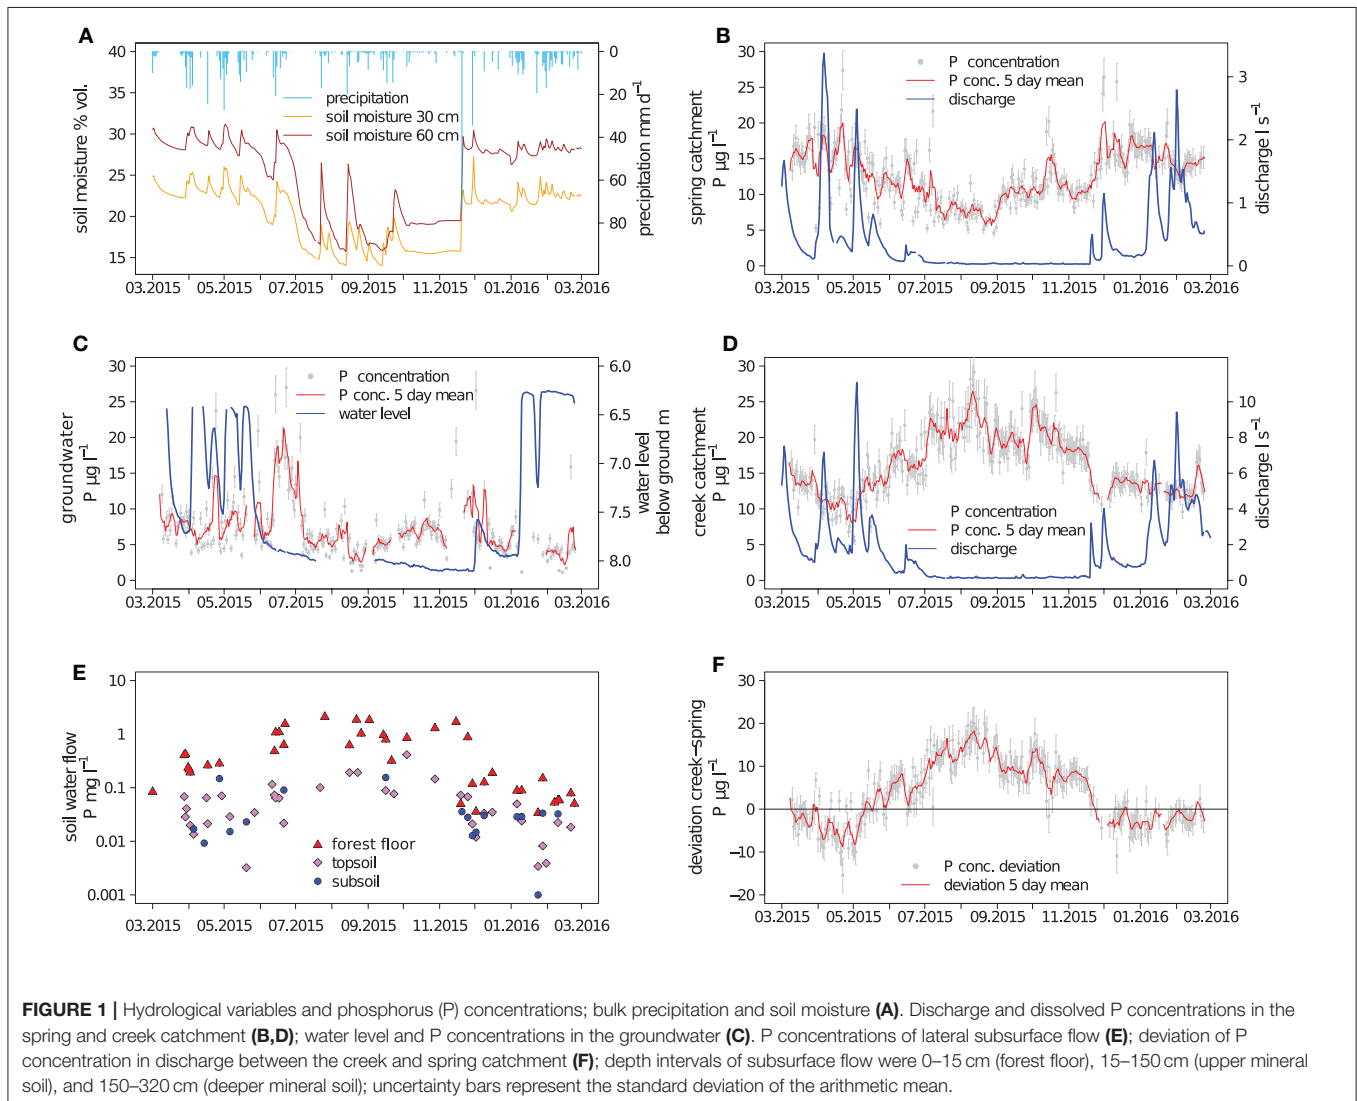 A
40
35
30
25
20
15
soil moisture % vol.
precipitation
soil moisture 30 cm
soil moisture 60 cm
0
20
40
60
80
precipitation mm d⁻¹
03.2015 05.2015 07.2015 09.2015 11.2015 01.2016 03.2016
B
30
25
20
15
10
5
0
spring catchment
P µg l⁻¹
P concentration
P conc. 5 day mean
discharge
3
2
1
0
discharge l s⁻¹
03.2015 05.2015 07.2015 09.2015 11.2015 01.2016 03.2016
C
30
25
20
15
10
5
0
groundwater
P µg l⁻¹
P concentration
P conc. 5 day mean
water level
6.0
6.5
7.0
7.5
8.0
water level
below ground m
03.2015 05.2015 07.2015 09.2015 11.2015 01.2016 03.2016
D
30
25
20
15
10
5
0
creek catchment
P µg l⁻¹
P concentration
P conc. 5 day mean
discharge
10
8
6
4
2
0
discharge l s⁻¹
03.2015 05.2015 07.2015 09.2015 11.2015 01.2016 03.2016
E
10
1
0.1
0.01
0.001
soil water flow
P mg l⁻¹
forest floor
topsoil
subsoil
03.2015 05.2015 07.2015 09.2015 11.2015 01.2016 03.2016
F
30
20
10
0
−10
−20
deviation creek−spring
P µg l⁻¹
P conc. deviation
deviation 5 day mean
03.2015 05.2015 07.2015 09.2015 11.2015 01.2016 03.2016
FIGURE 1 | Hydrological variables and phosphorus (P) concentrations; bulk precipitation and soil moisture (A). Discharge and dissolved P concentrations in the
spring and creek catchment (B,D); water level and P concentrations in the groundwater (C). P concentrations of lateral subsurface flow (E); deviation of P
concentration in discharge between the creek and spring catchment (F); depth intervals of subsurface flow were 0–15 cm (forest floor), 15–150 cm (upper mineral
soil), and 150–320 cm (deeper mineral soil); uncertainty bars represent the standard deviation of the arithmetic mean.